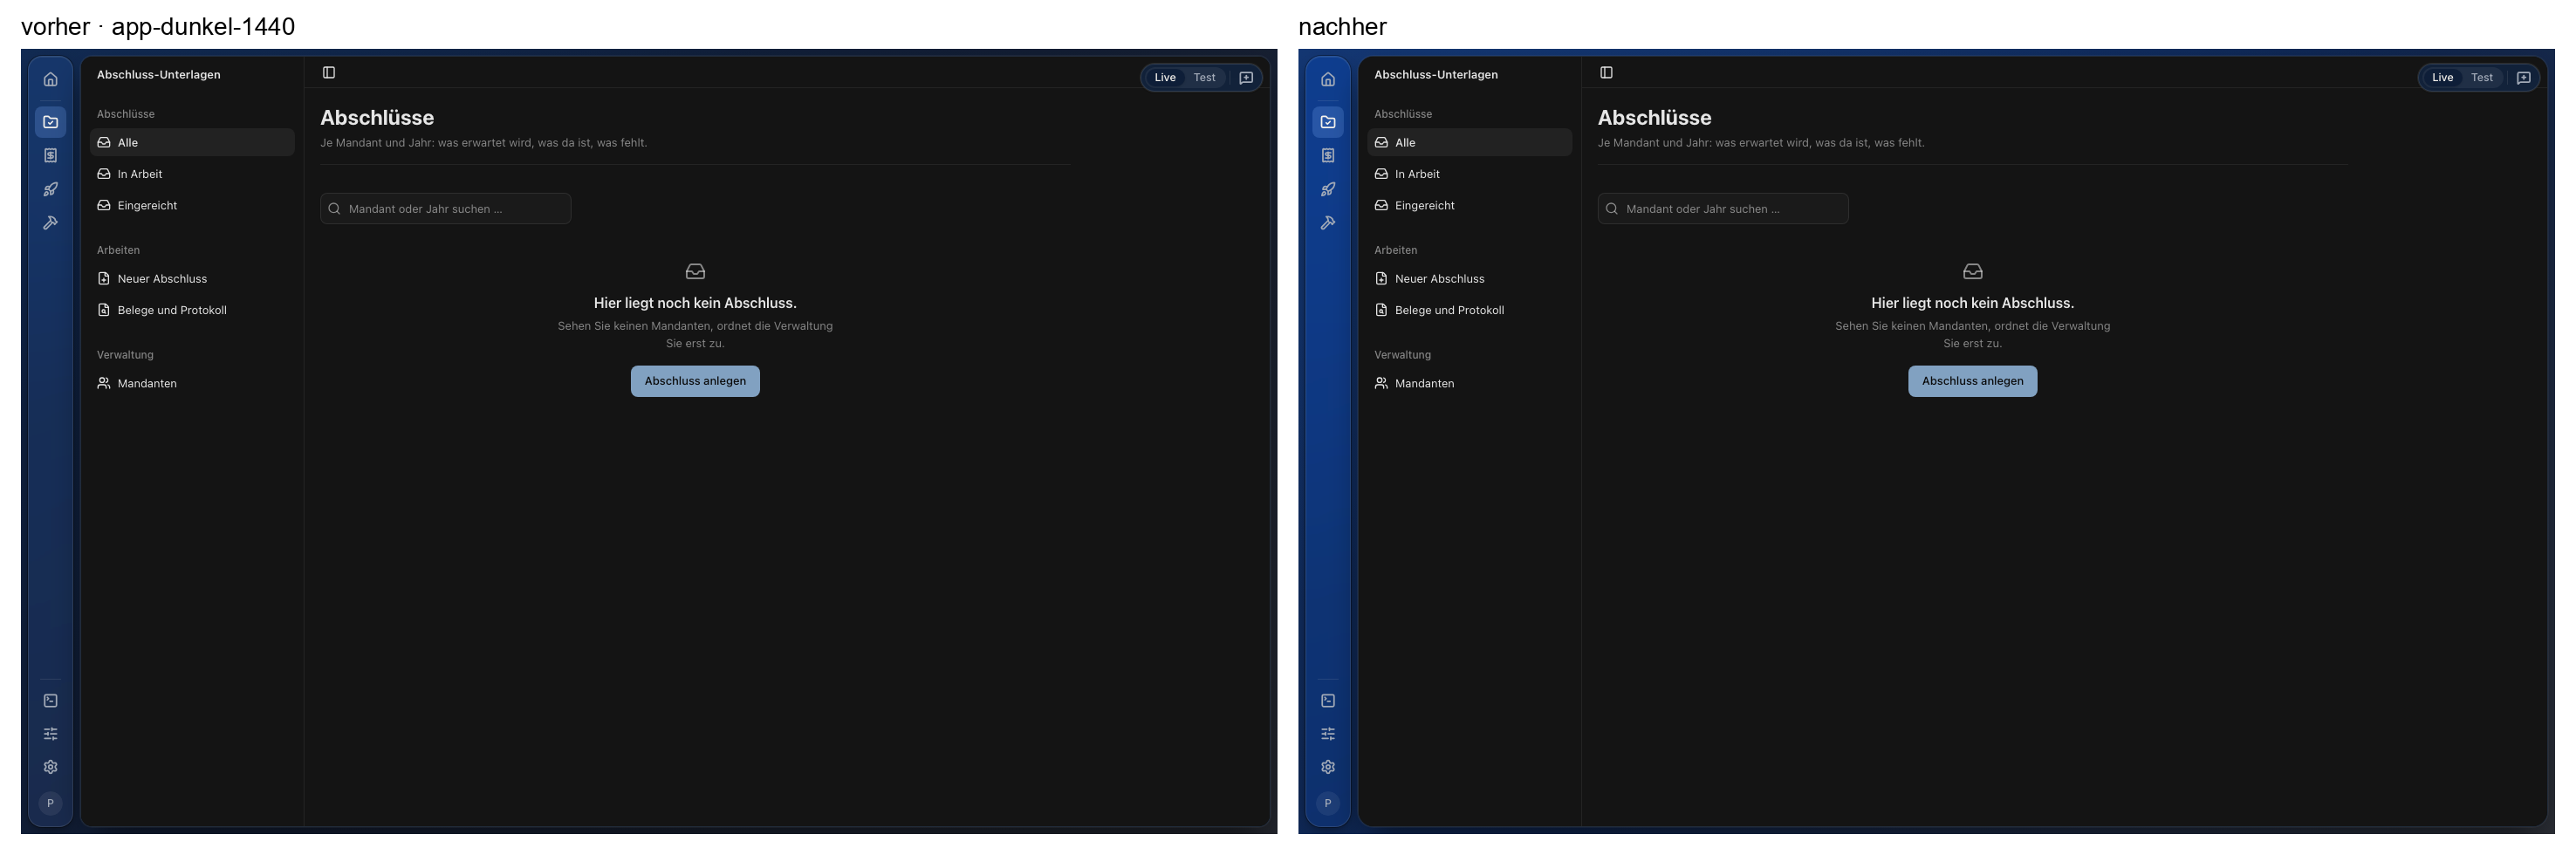 vorher · app-dunkel-1440
Abschluss-Unterlagen
Live Test
Abschlüsse
Alle
In Arbeit
Eingereicht
Arbeiten
Neuer Abschluss
Belege und Protokoll
Verwaltung
Mandanten
P
Abschlüsse
Je Mandant und Jahr: was erwartet wird, was da ist, was fehlt.
Mandant oder Jahr suchen ...
Hier liegt noch kein Abschluss.
Sehen Sie keinen Mandanten, ordnet die Verwaltung
Sie erst zu.
Abschluss anlegen
nachher
Abschluss-Unterlagen
Live Test
Abschlüsse
Alle
In Arbeit
Eingereicht
Arbeiten
Neuer Abschluss
Belege und Protokoll
Verwaltung
Mandanten
P
Abschlüsse
Je Mandant und Jahr: was erwartet wird, was da ist, was fehlt.
Mandant oder Jahr suchen ...
Hier liegt noch kein Abschluss.
Sehen Sie keinen Mandanten, ordnet die Verwaltung
Sie erst zu.
Abschluss anlegen